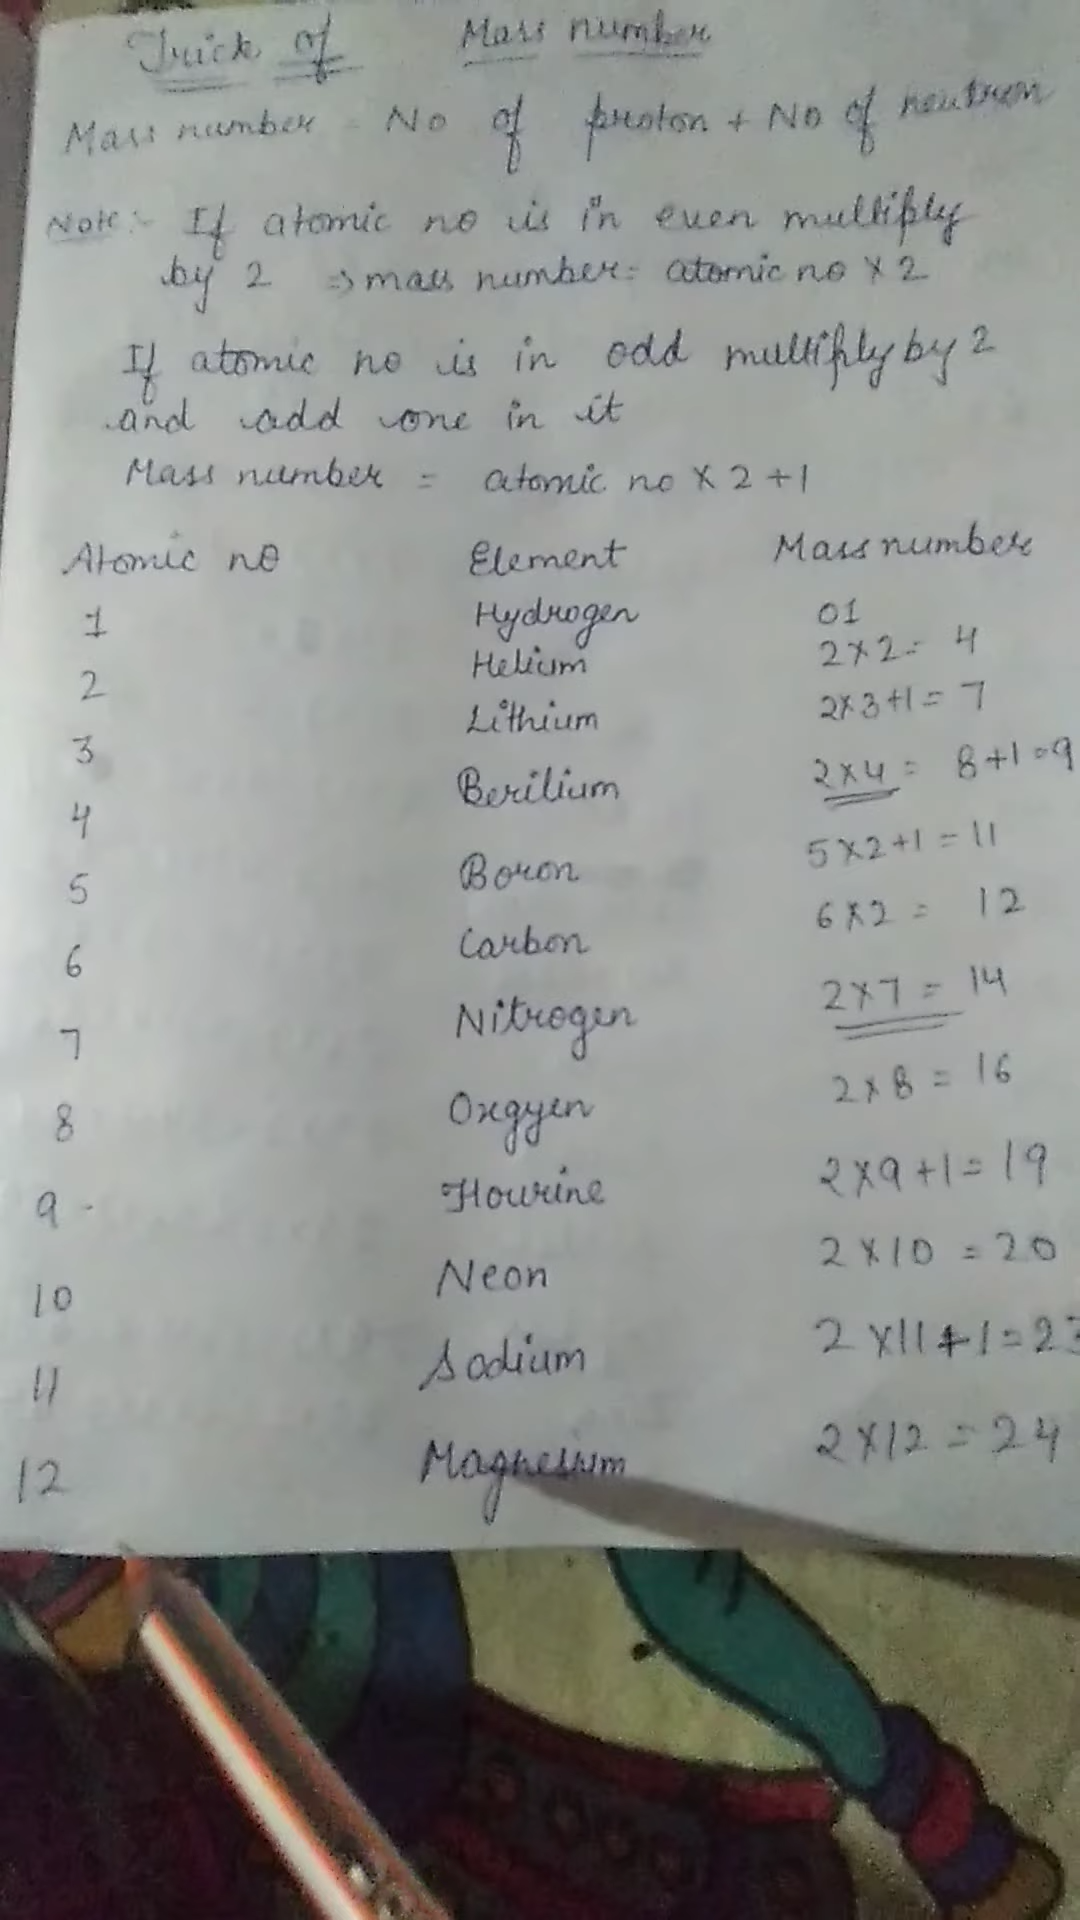 Trick of Mass number
Mass number = No of proton + No of neutron
Note:- If atomic no is in even multiply
by 2 ⇒ mass number = atomic no × 2
If atomic no is in odd multiply by 2
and add one in it
Mass number = atomic no × 2 + 1
Atomic no Element Mass number
1 Hydrogen 01
2 Helium 2×2 = 4
3 Lithium 2×3+1 = 7
4 Berilium 2×4 = 8+1=9
5 Boron 5×2+1 = 11
6 Carbon 6×2 = 12
7 Nitrogen 2×7 = 14
8 Oxgyen 2×8 = 16
9 Flourine 2×9+1 = 19
10 Neon 2×10 = 20
11 Sodium 2×11+1=23
12 Magnesium 2×12 = 24